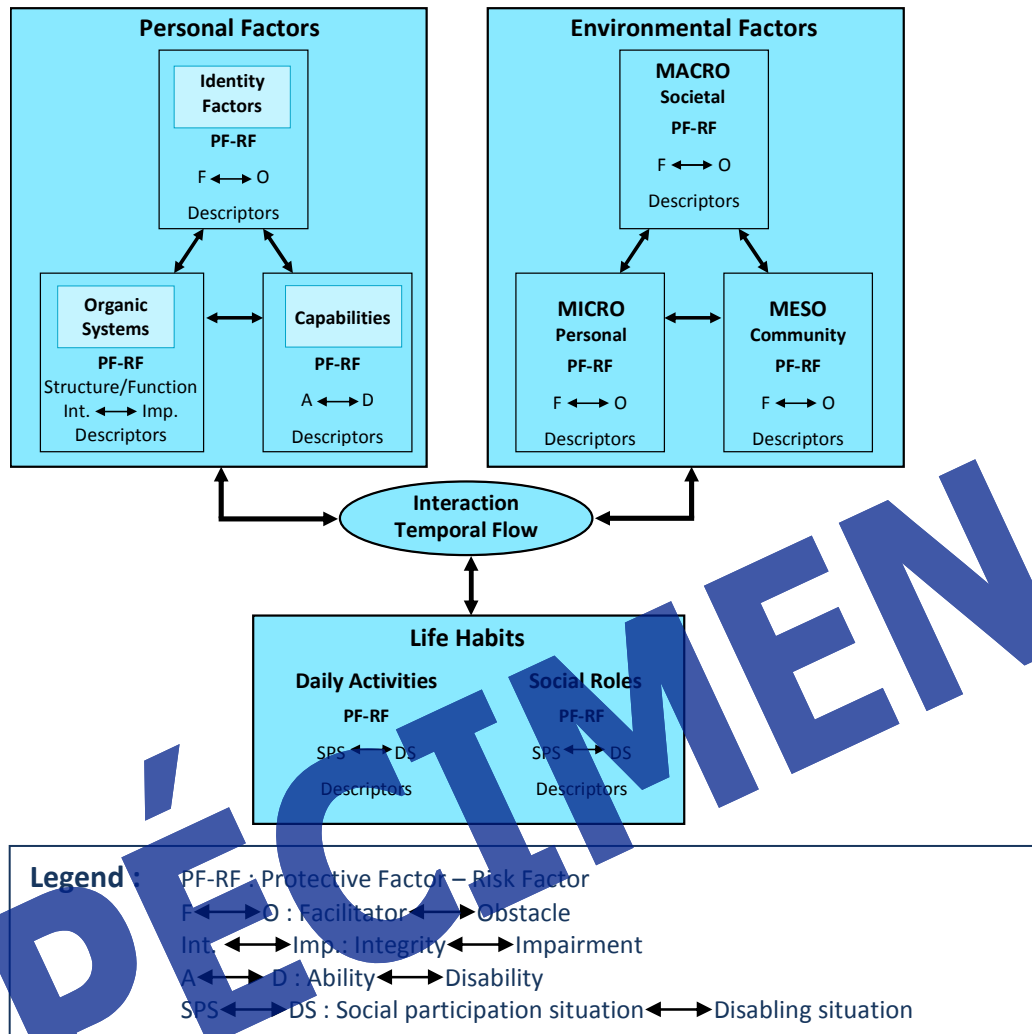 Personal Factors
Identity
Factors
PF-RF
F ⟷ O
Descriptors
Organic
Systems
PF-RF
Structure/Function
Int. ⟷ Imp.
Descriptors
Capabilities
PF-RF
A ⟷ D
Descriptors
Environmental Factors
MACRO
Societal
PF-RF
F ⟷ O
Descriptors
MICRO
Personal
PF-RF
F ⟷ O
Descriptors
MESO
Community
PF-RF
F ⟷ O
Descriptors
Interaction
Temporal Flow
Life Habits
Daily Activities
PF-RF
SPS ⟷ DS
Descriptors
Social Roles
PF-RF
SPS ⟷ DS
Descriptors
Legend :
PF-RF : Protective Factor – Risk Factor
F ⟷ O : Facilitator ⟷ Obstacle
Int. ⟷ Imp.: Integrity ⟷ Impairment
A ⟷ D : Ability ⟷ Disability
SPS ⟷ DS : Social participation situation ⟷ Disabling situation
PÉCIMEN